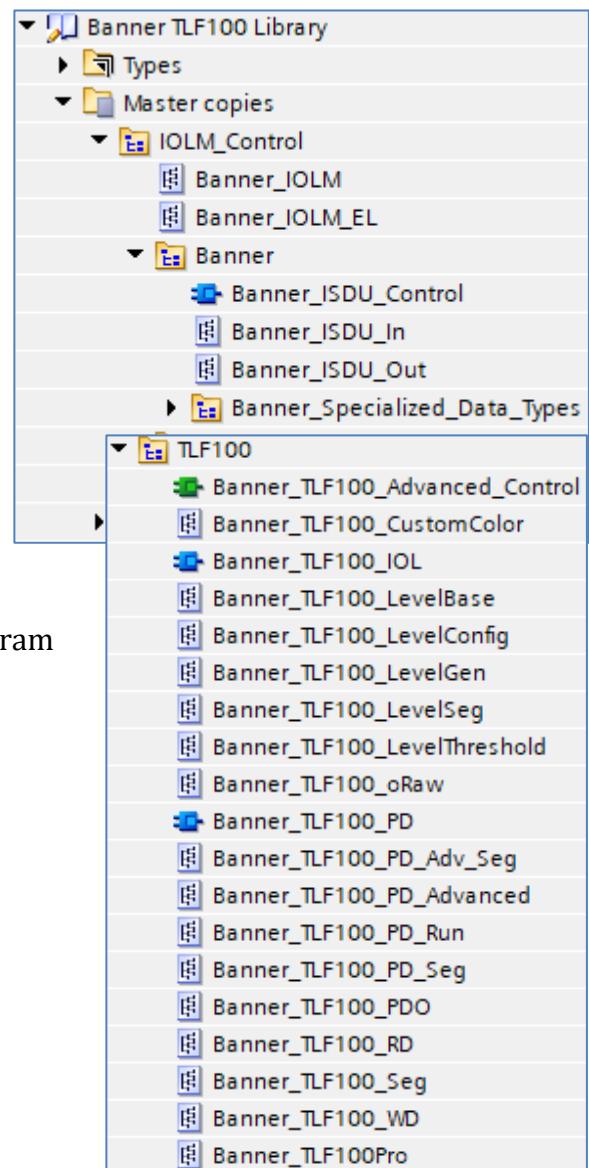 Banner TLF100 Library
Types
Master copies
IOLM_Control
Banner_IOLM
Banner_IOLM_EL
Banner
Banner_ISDU_Control
Banner_ISDU_In
Banner_ISDU_Out
Banner_Specialized_Data_Types
TLF100
Banner_TLF100_Advanced_Control
Banner_TLF100_CustomColor
Banner_TLF100_IOL
Banner_TLF100_LevelBase
ram
Banner_TLF100_LevelConfig
Banner_TLF100_LevelGen
Banner_TLF100_LevelSeg
Banner_TLF100_LevelThreshold
Banner_TLF100_oRaw
Banner_TLF100_PD
Banner_TLF100_PD_Adv_Seg
Banner_TLF100_PD_Advanced
Banner_TLF100_PD_Run
Banner_TLF100_PD_Seg
Banner_TLF100_PDO
Banner_TLF100_RD
Banner_TLF100_Seg
Banner_TLF100_WD
Banner_TLF100Pro